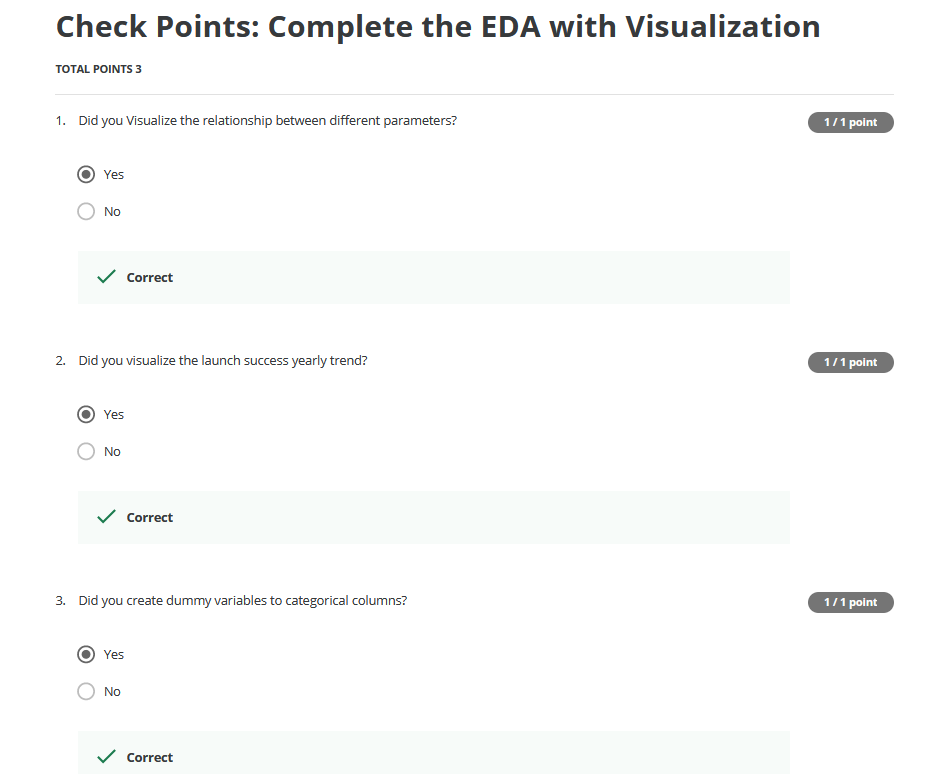 Check Points: Complete the EDA with Visualization
TOTAL POINTS 3
1. Did you Visualize the relationship between different parameters?
1 / 1 point
Yes
No
Correct
2. Did you visualize the launch success yearly trend?
1 / 1 point
Yes
No
Correct
3. Did you create dummy variables to categorical columns?
1 / 1 point
Yes
No
Correct